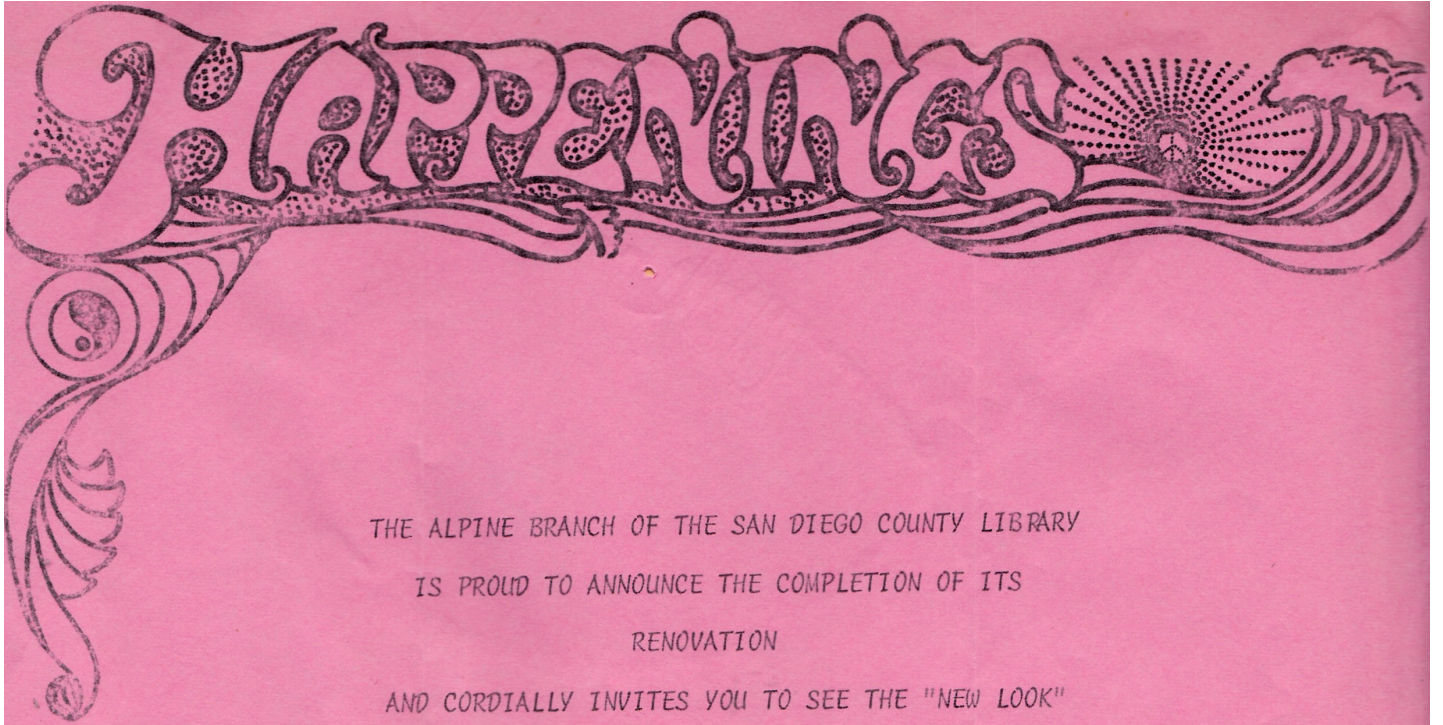 HAPPENINGS
THE ALPINE BRANCH OF THE SAN DIEGO COUNTY LIBRARY
IS PROUD TO ANNOUNCE THE COMPLETION OF ITS
RENOVATION
AND CORDIALLY INVITES YOU TO SEE THE "NEW LOOK"